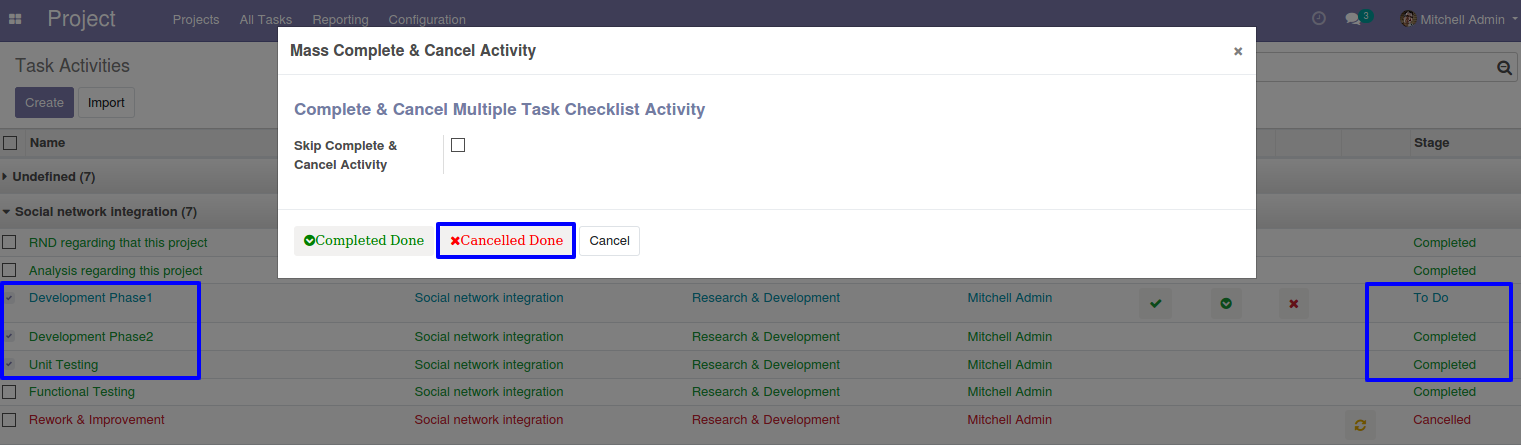 Project Projects All Tasks Reporting Configuration 3 Mitchell Admin
Mass Complete & Cancel Activity ×
Task Activities
Create Import
Complete & Cancel Multiple Task Checklist Activity
Skip Complete &
Cancel Activity
Name Stage
Undefined (7)
Social network integration (7)
Completed Done Cancelled Done Cancel
RND regarding that this project Completed
Analysis regarding this project Completed
Development Phase1 Social network integration Research & Development Mitchell Admin To Do
Development Phase2 Social network integration Research & Development Mitchell Admin Completed
Unit Testing Social network integration Research & Development Mitchell Admin Completed
Functional Testing Social network integration Research & Development Mitchell Admin Completed
Rework & Improvement Social network integration Research & Development Mitchell Admin Cancelled